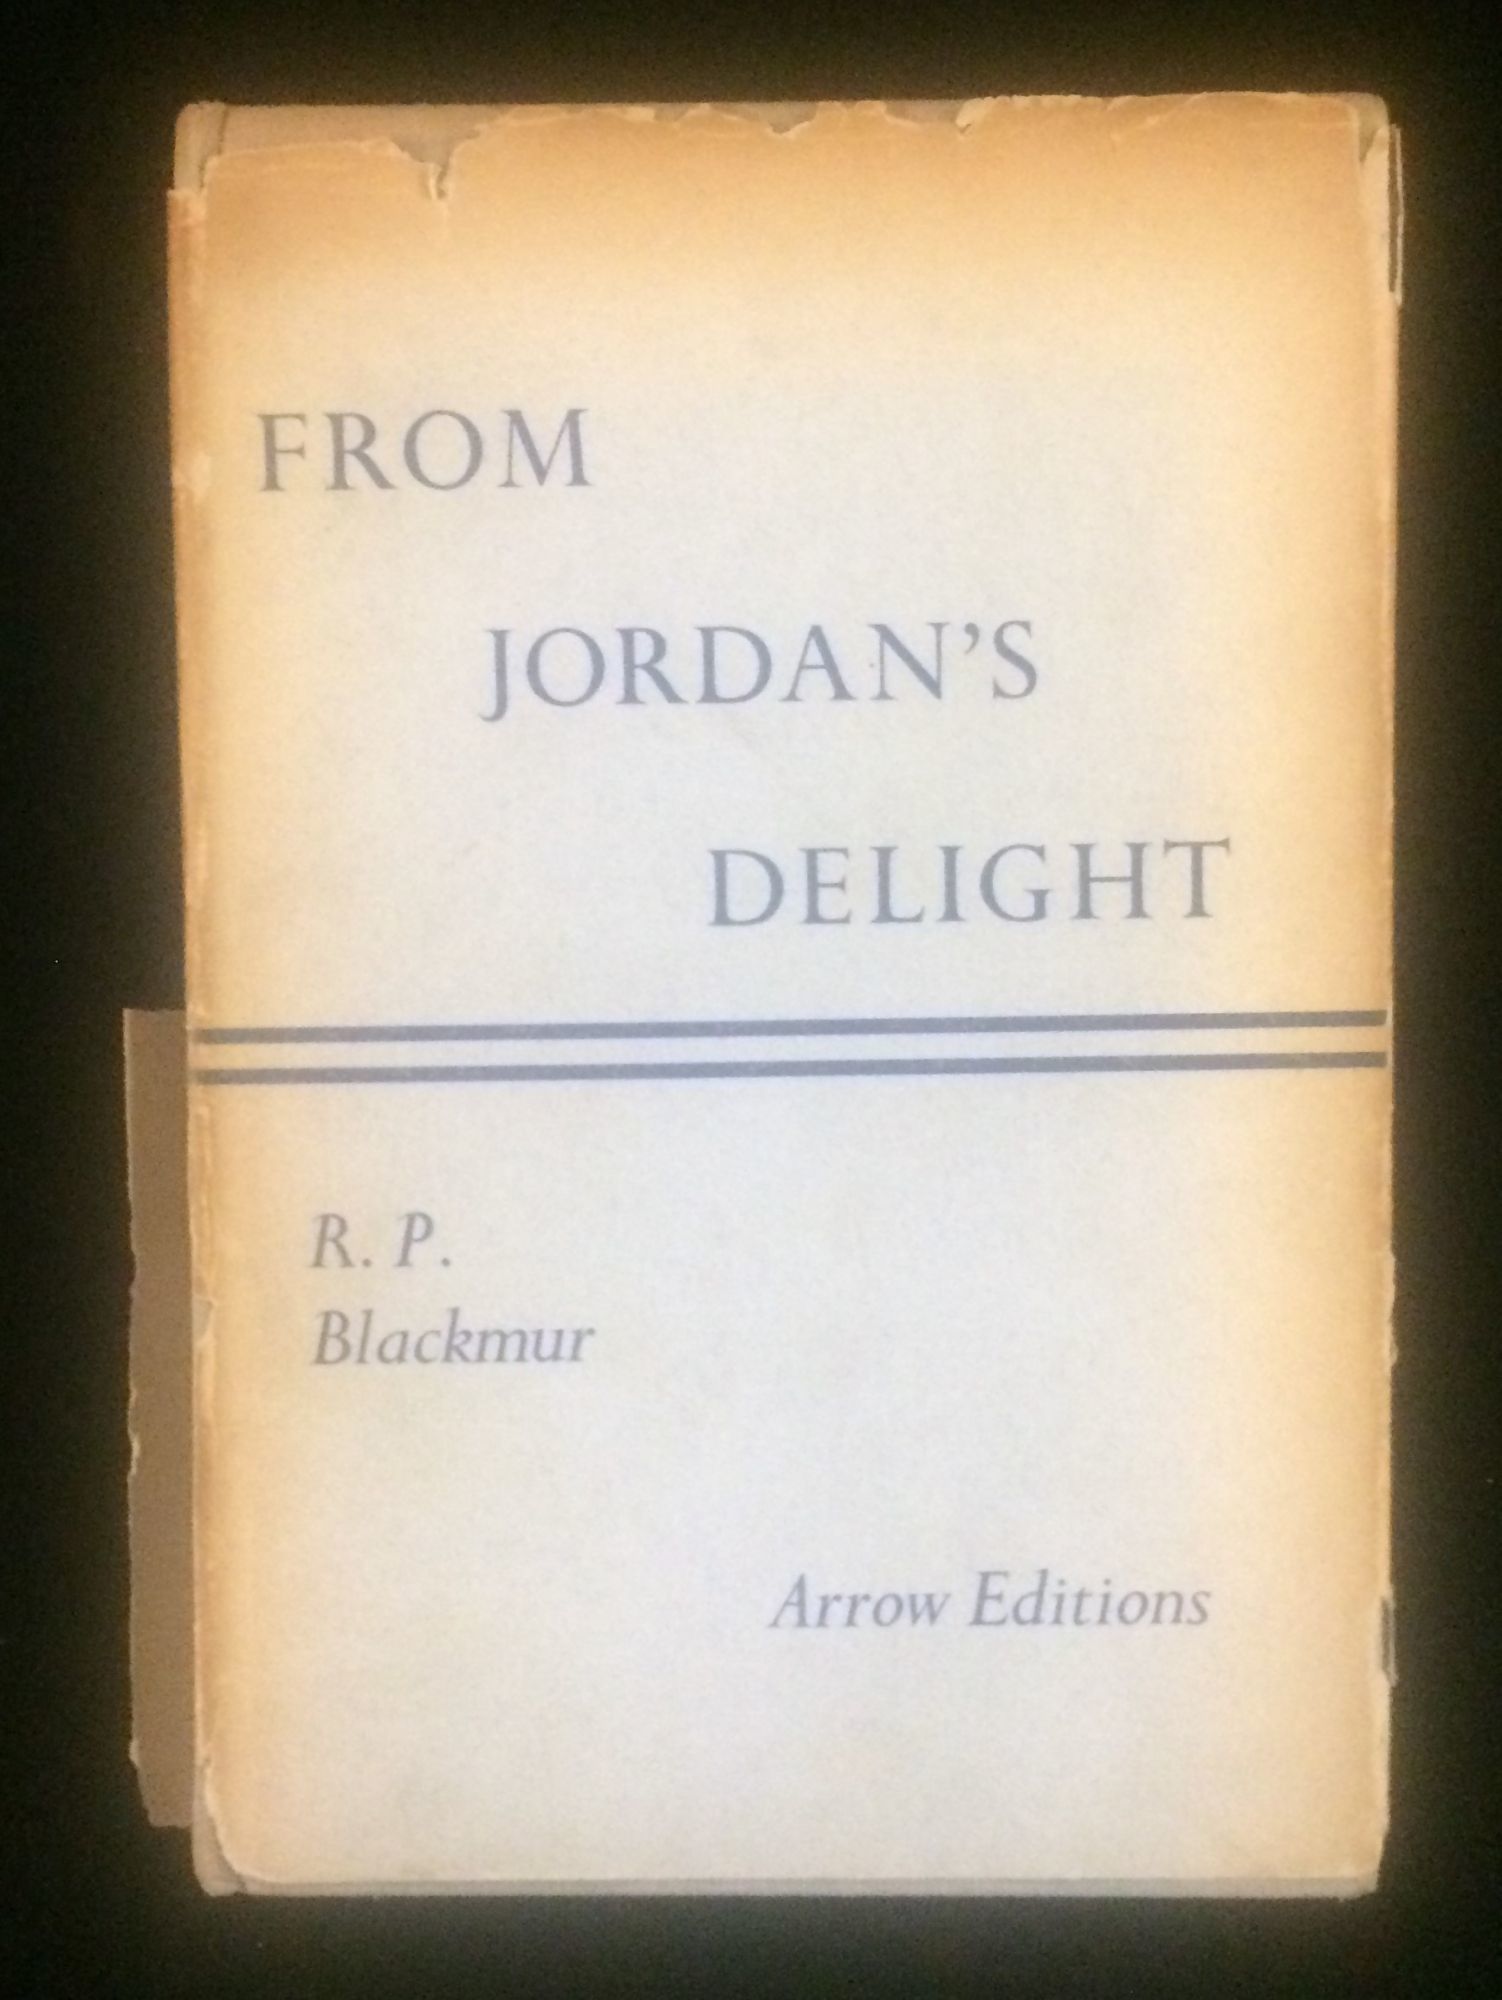 FROM
JORDAN'S
DELIGHT
R. P.
Blackmur
Arrow Editions